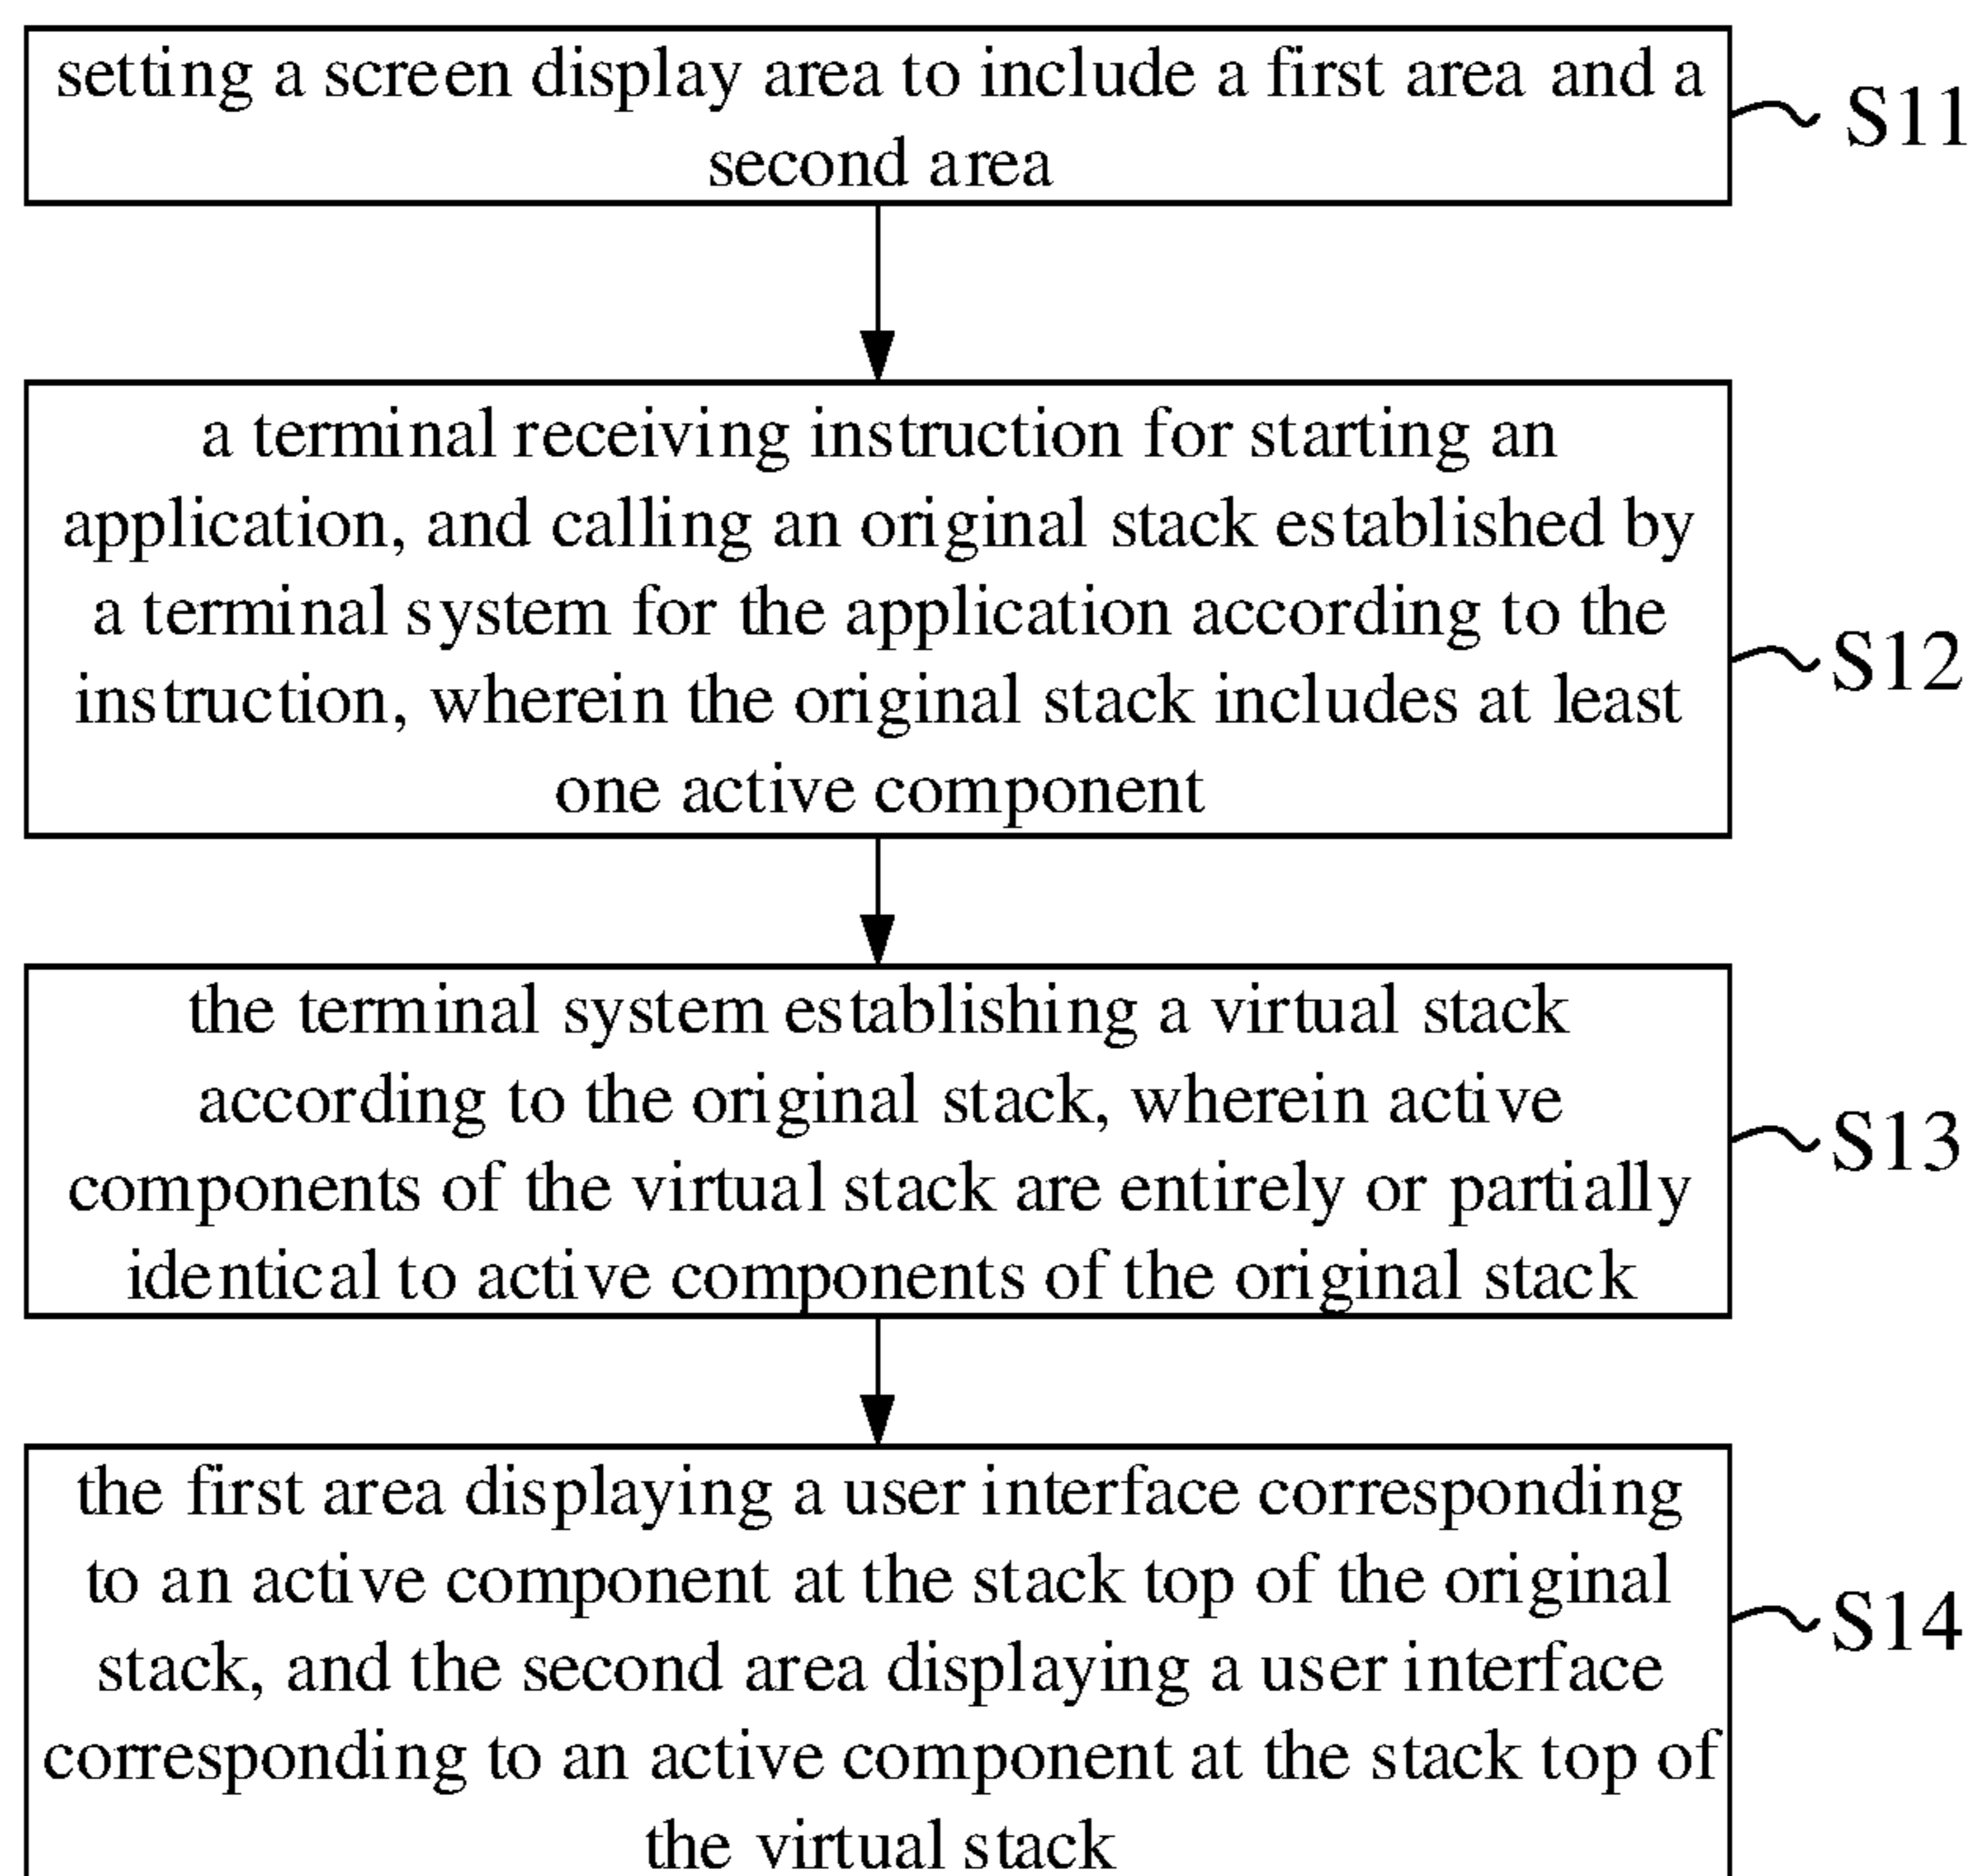 setting a screen display area to include a first area and a
second area
S11
a terminal receiving instruction for starting an
application, and calling an original stack established by
a terminal system for the application according to the
instruction, wherein the original stack includes at least
one active component
S12
the terminal system establishing a virtual stack
according to the original stack, wherein active
components of the virtual stack are entirely or partially
identical to active components of the original stack
S13
the first area displaying a user interface corresponding
to an active component at the stack top of the original
stack, and the second area displaying a user interface
corresponding to an active component at the stack top of
the virtual stack
S14